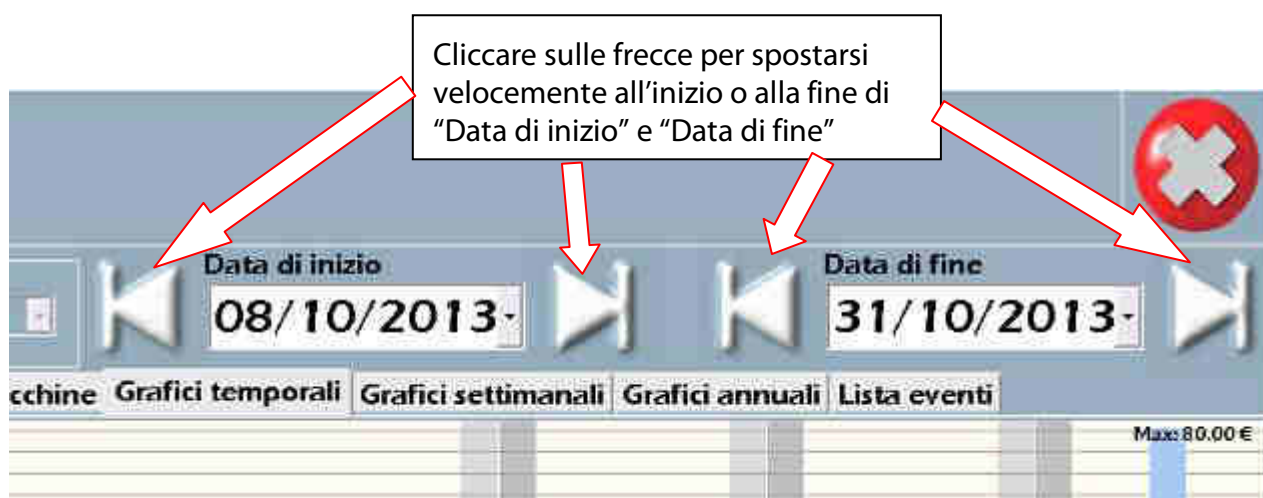 Cliccare sulle frecce per spostarsi
velocemente all’inizio o alla fine di
“Data di inizio” e “Data di fine”
Data di inizio
08/10/2013
Data di fine
31/10/2013
cchine Grafici temporali Grafici settimanali Grafici annuali Lista eventi
Max: 80.00 €